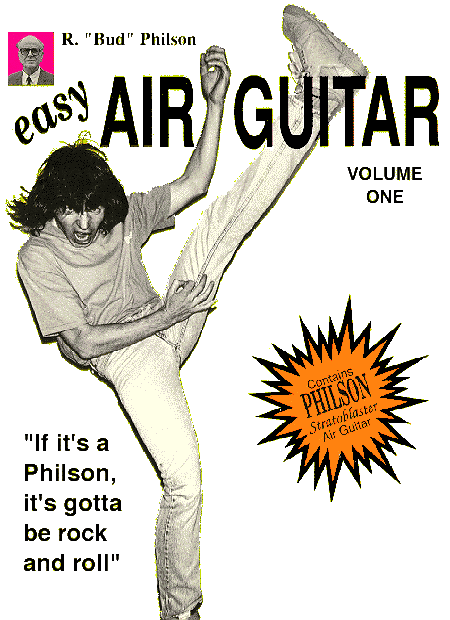 R. "Bud" Philson
easy AIR GUITAR
VOLUME
ONE
Contains
PHILSON
Stratoblaster
Air Guitar
"If it's a
Philson,
it's gotta
be rock
and roll"